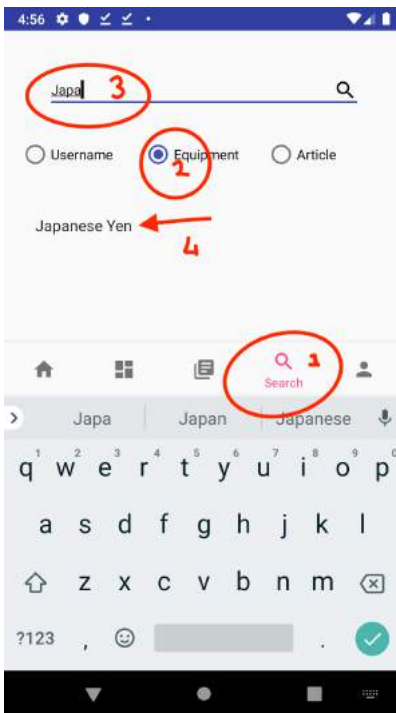 4:56
Japa 3
Username Equipment Article
2
Japanese Yen
4
1
Search
Japa Japan Japanese
1 2 3 4 5 6 7 8 9 0
q w e r t y u i o p
a s d f g h j k l
z x c v b n m
?123 , .